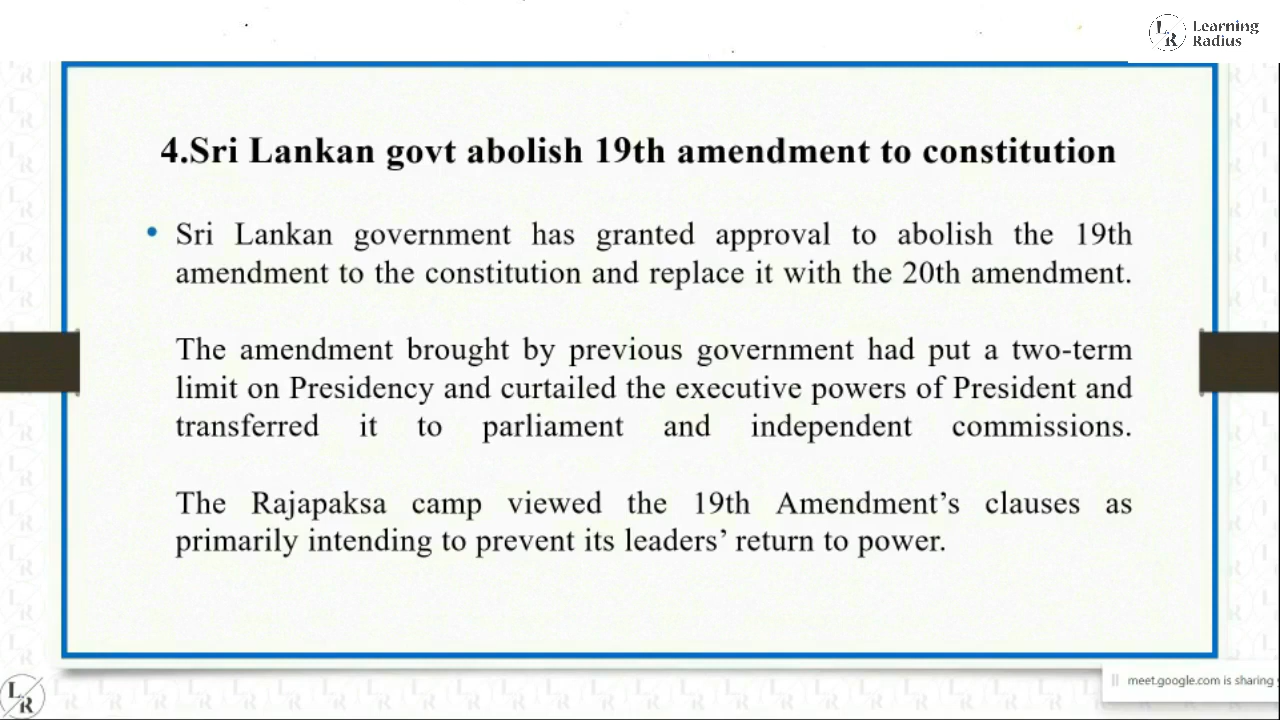 Learning
Radius
LR
4.Sri Lankan govt abolish 19th amendment to constitution
• Sri Lankan government has granted approval to abolish the 19th
amendment to the constitution and replace it with the 20th amendment.
The amendment brought by previous government had put a two-term
limit on Presidency and curtailed the executive powers of President and
transferred it to parliament and independent commissions.
The Rajapaksa camp viewed the 19th Amendment’s clauses as
primarily intending to prevent its leaders’ return to power.
LR
meet.google.com is sharing